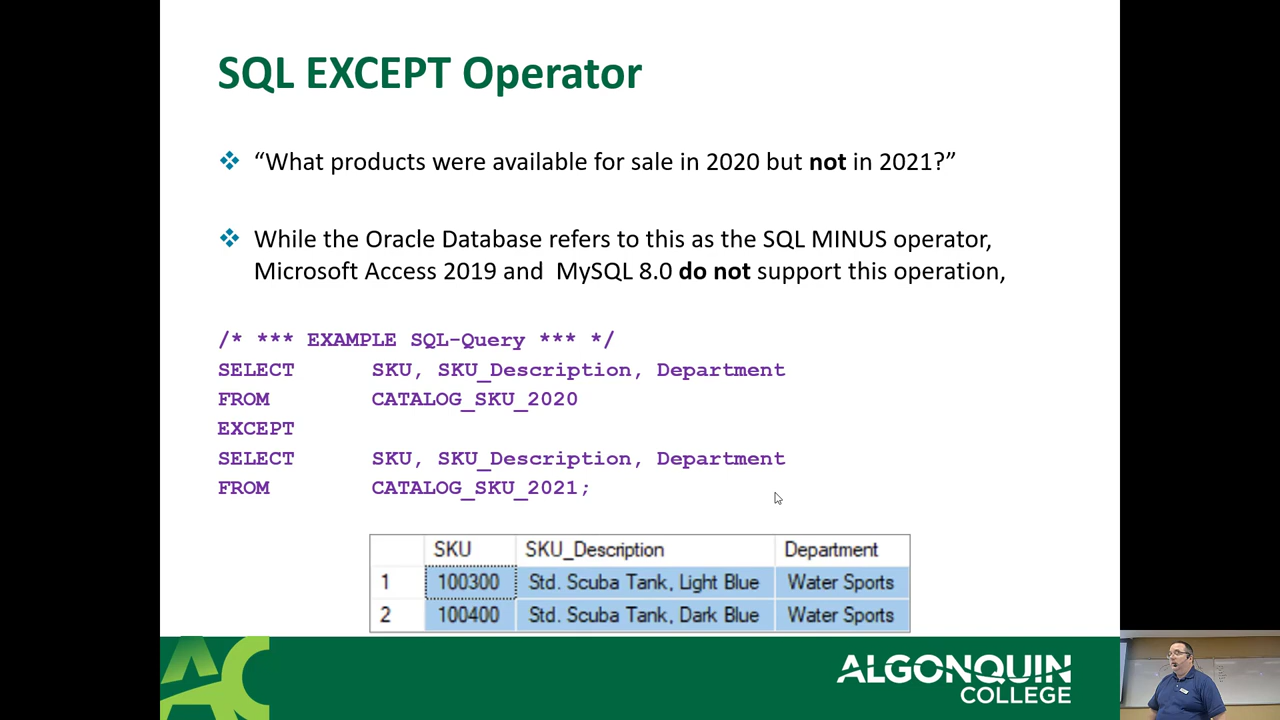 SQL EXCEPT Operator
“What products were available for sale in 2020 but not in 2021?”
While the Oracle Database refers to this as the SQL MINUS operator,
Microsoft Access 2019 and  MySQL 8.0 do not support this operation,
/* *** EXAMPLE SQL-Query *** */
SELECT SKU, SKU_Description, Department
FROM CATALOG_SKU_2020
EXCEPT
SELECT SKU, SKU_Description, Department
FROM CATALOG_SKU_2021;
SKU SKU_Description Department
1 100300 Std. Scuba Tank, Light Blue Water Sports
2 100400 Std. Scuba Tank, Dark Blue Water Sports
AC
ALGONQUIN
COLLEGE